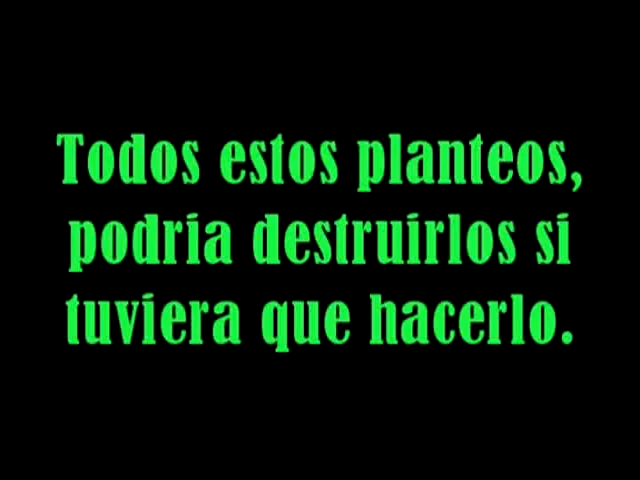 Todos estos planteos,
podria destruirlos si
tuviera que hacerlo.